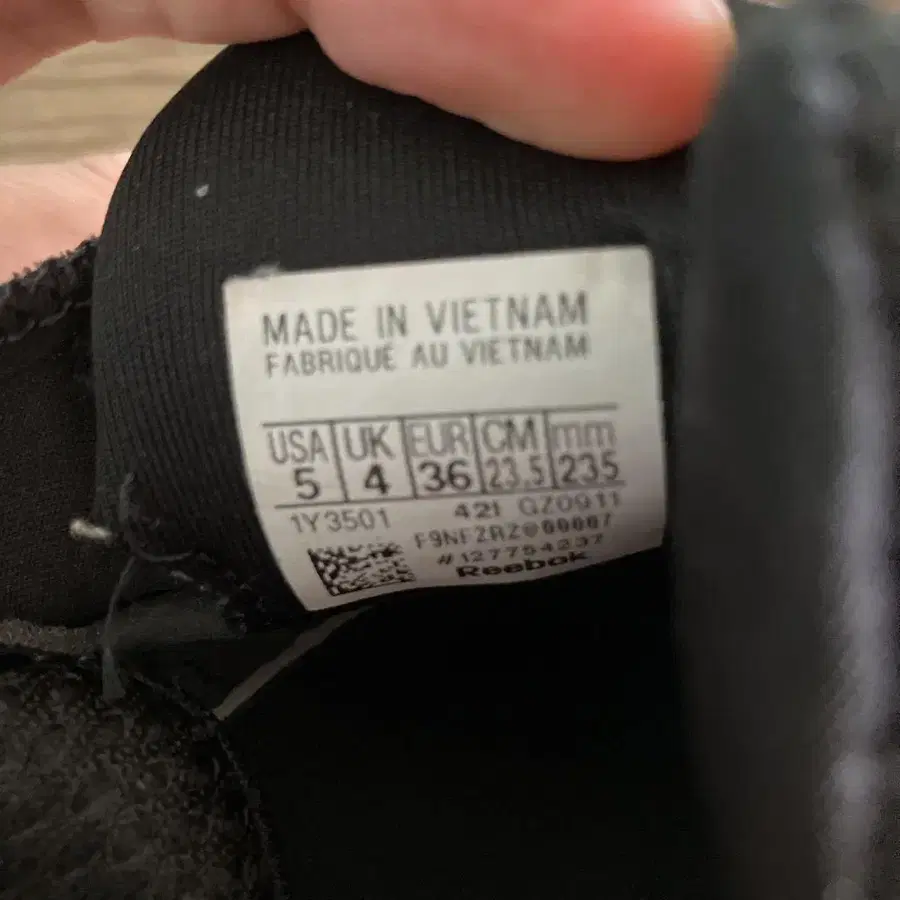 MADE IN VIETNAM
FABRIQUÉ AU VIETNAM
USA UK EUR CM mm
5 4 36 23.5 235
1Y3501 421 GZ0911
F9NFZRZ@00007
#127754237
Reebok